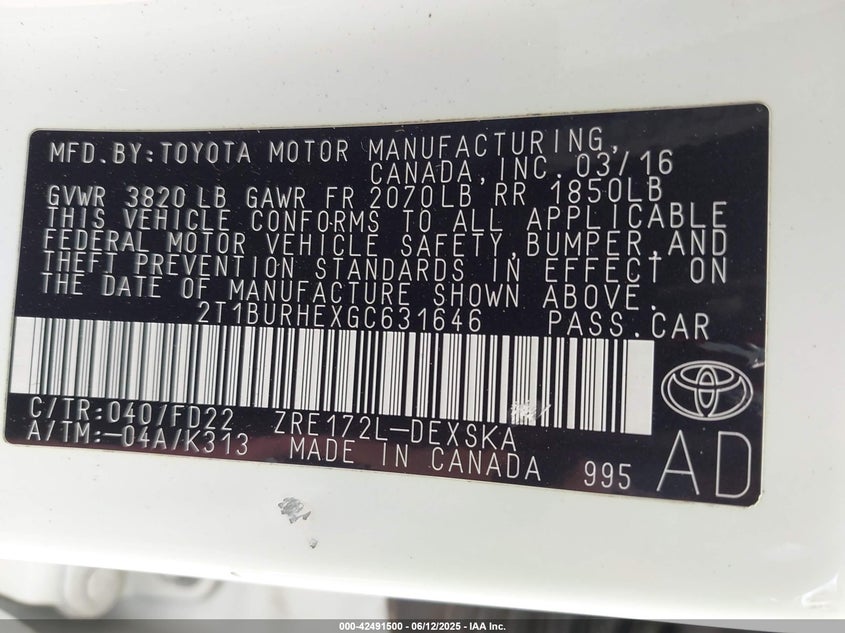 MFD.BY:TOYOTA MOTOR MANUFACTURING,
CANADA,INC. 03/16
GVWR 3820 LB GAWR FR 2070LB RR 1850LB
THIS VEHICLE CONFORMS TO ALL APPLICABLE
FEDERAL MOTOR VEHICLE SAFETY,BUMPER,AND
THEFT PREVENTION STANDARDS IN EFFECT ON
THE DATE OF MANUFACTURE SHOWN ABOVE.
2T1BURHEXGC631646 PASS.CAR
C/TR:040/FD22 ZRE172L-DEXSKA
A/TM:-04A/K313 MADE IN CANADA 995 AD
000-42491500 - 06/12/2025 - IAA Inc.